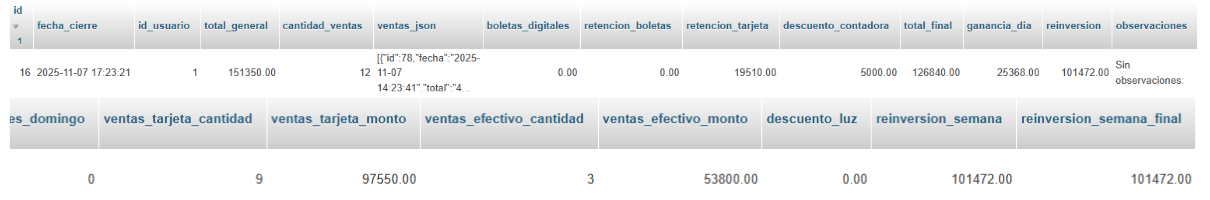 id
fecha_cierre id_usuario total_general cantidad_ventas ventas_json boletas_digitales retencion_boletas retencion_tarjeta descuento_contadora total_final ganancia_dia reinversion observaciones
1
16 2025-11-07 17:23:21 1 151350.00 12 [{"id":78,"fecha":"2025-11-07 14:23:41","total":"4... 0.00 0.00 19510.00 5000.00 126840.00 25368.00 101472.00 Sin observaciones.
es_domingo ventas_tarjeta_cantidad ventas_tarjeta_monto ventas_efectivo_cantidad ventas_efectivo_monto descuento_luz reinversion_semana reinversion_semana_final
0 9 97550.00 3 53800.00 0.00 101472.00 101472.00